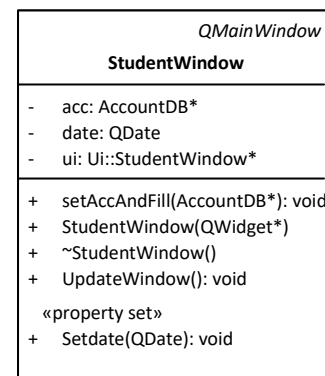 QMainWindow
StudentWindow
- acc: AccountDB*
- date: QDate
- ui: Ui::StudentWindow*
+ setAccAndFill(AccountDB*): void
+ StudentWindow(QWidget*)
+ ~StudentWindow()
+ UpdateWindow(): void
«property set»
+ Setdate(QDate): void